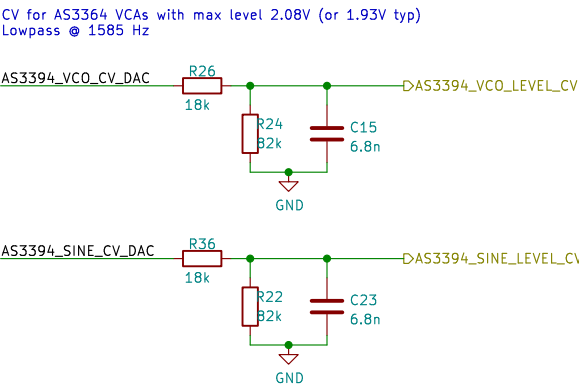 CV for AS3364 VCAs with max level 2.08V (or 1.93V typ)
Lowpass @ 1585 Hz
AS3394_VCO_CV_DAC
R26
18k
AS3394_VCO_LEVEL_CV
R24
82k
C15
6.8n
GND
AS3394_SINE_CV_DAC
R36
18k
AS3394_SINE_LEVEL_CV
R22
82k
C23
6.8n
GND